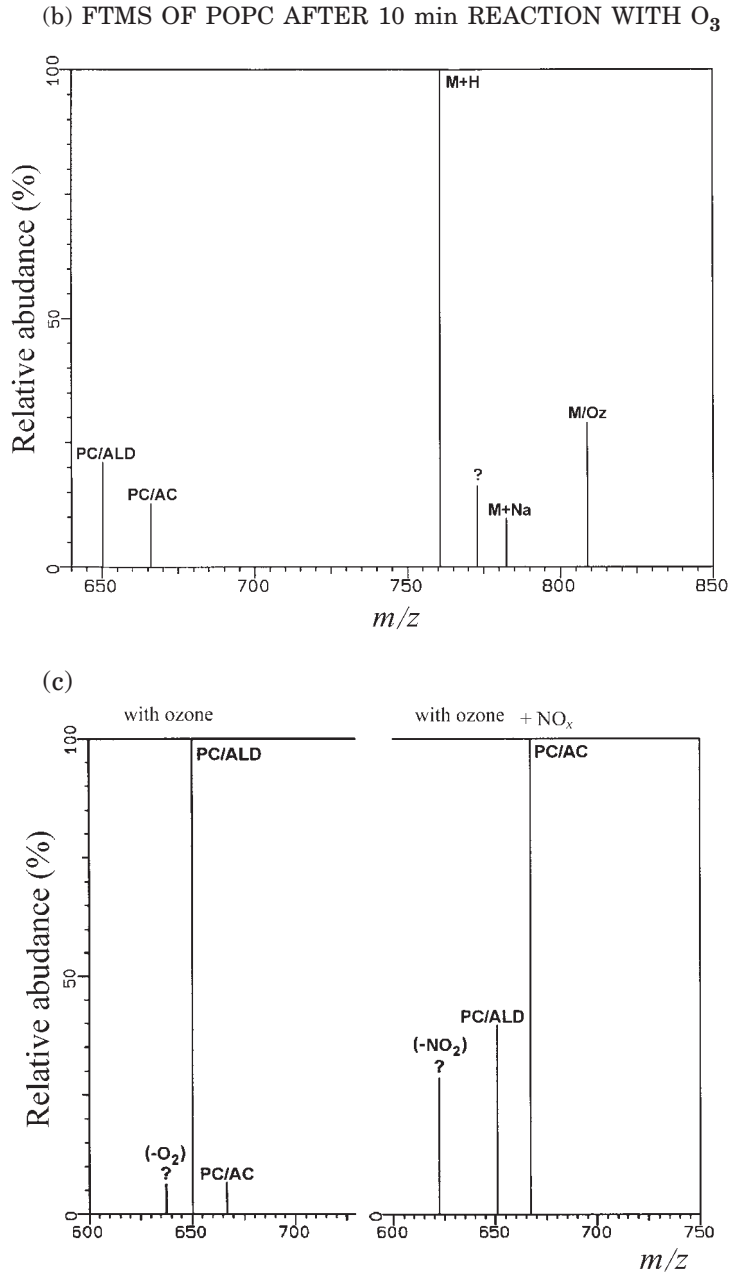 (b) FTMS OF POPC AFTER 10 min REACTION WITH O3
100
M+H
Relative abudance (%)
50
M/Oz
PC/ALD
?
PC/AC
M+Na
0
650 700 750 800 850
m/z
(c)
with ozone
with ozone + NOx
100
PC/ALD
PC/AC
Relative abudance (%)
50
PC/ALD
(-NO2)
?
(-O2)
?
PC/AC
0
0
600 650 700
600 650 700 750
m/z